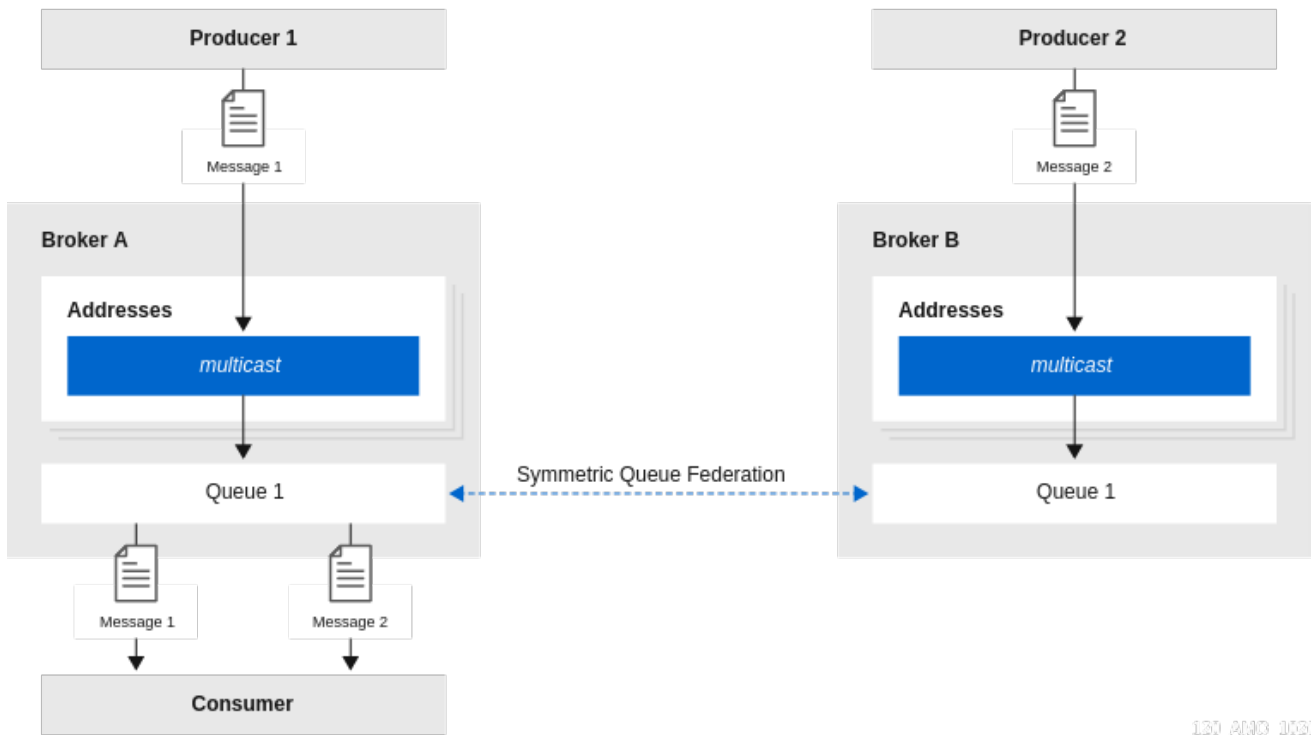 Producer 1
Producer 2
Message 1
Message 2
Broker A
Broker B
Addresses
Addresses
multicast
multicast
Symmetric Queue Federation
Queue 1
Queue 1
Message 1
Message 2
Consumer